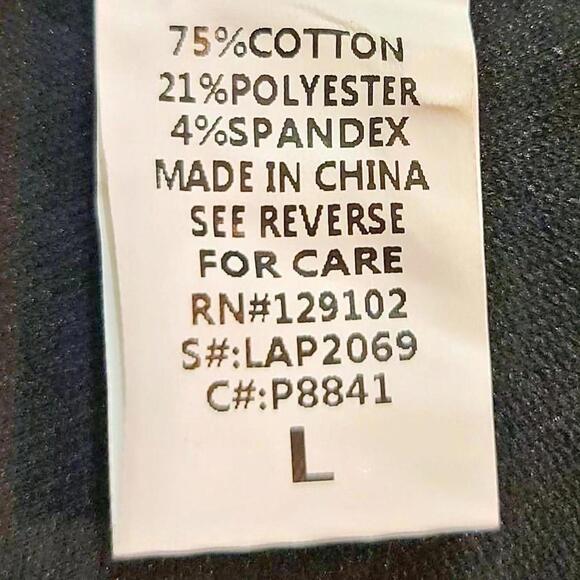 75%COTTON
21%POLYESTER
4%SPANDEX
MADE IN CHINA
SEE REVERSE
FOR CARE
RN#129102
S#:LAP2069
C#:P8841
L